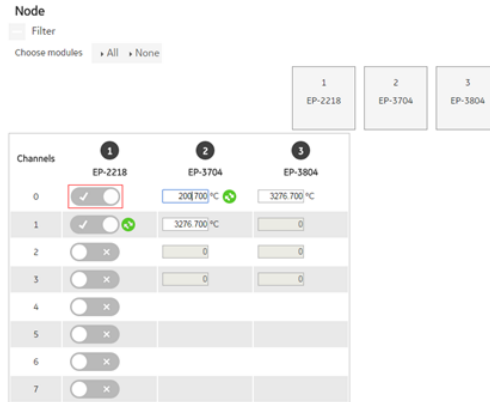 Node
Filter
Choose modules All None
1 2 3
EP-2218 EP-3704 EP-3804
Channels 1 2 3
EP-2218 EP-3704 EP-3804
0 200.700 °C 3276.700 °C
1 3276.700 °C 0
2 0 0
3 0 0
4
5
6
7